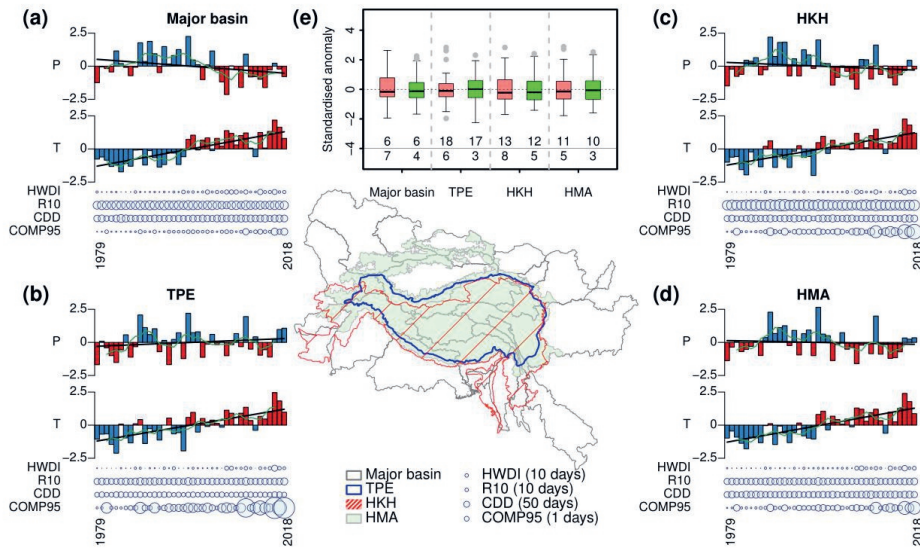 (a) Major basin
2.5
P 0
−2.5
2.5
T 0
−2.5
HWDI
R10
CDD
COMP95
1979
2018
(b) TPE
2.5
P 0
−2.5
2.5
T 0
−2.5
HWDI
R10
CDD
COMP95
1979
2018
(e)
Standardised anomaly
4
2
0
−2
−4
6 6 18 17 13 12 11 10
7 4 6 3 8 5 5 3
Major basin TPE HKH HMA
Major basin
TPE
HKH
HMA
HWDI (10 days)
R10 (10 days)
CDD (50 days)
COMP95 (1 days)
(c) HKH
2.5
P 0
−2.5
2.5
T 0
−2.5
HWDI
R10
CDD
COMP95
1979
2018
(d) HMA
2.5
P 0
−2.5
2.5
T 0
−2.5
HWDI
R10
CDD
COMP95
1979
2018